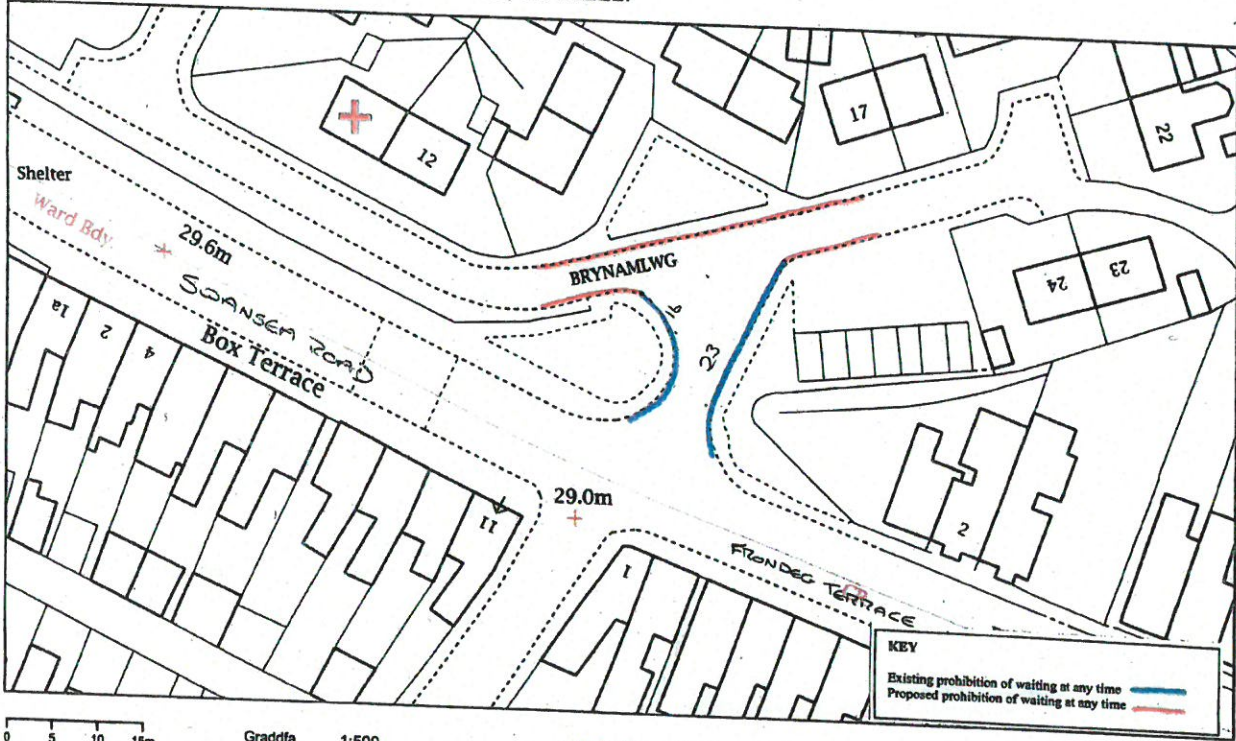 17
22
12
Shelter
Ward Bdy.
29.6m
BRYNAMLWG
24
23
SWANSEA ROAD
Box Terrace
1a
2
4
16
23
11
29.0m
2
1
FRONDEG TERRACE
KEY
Existing prohibition of waiting at any time
Proposed prohibition of waiting at any time
0 5 10 15m
Graddfa 1:500